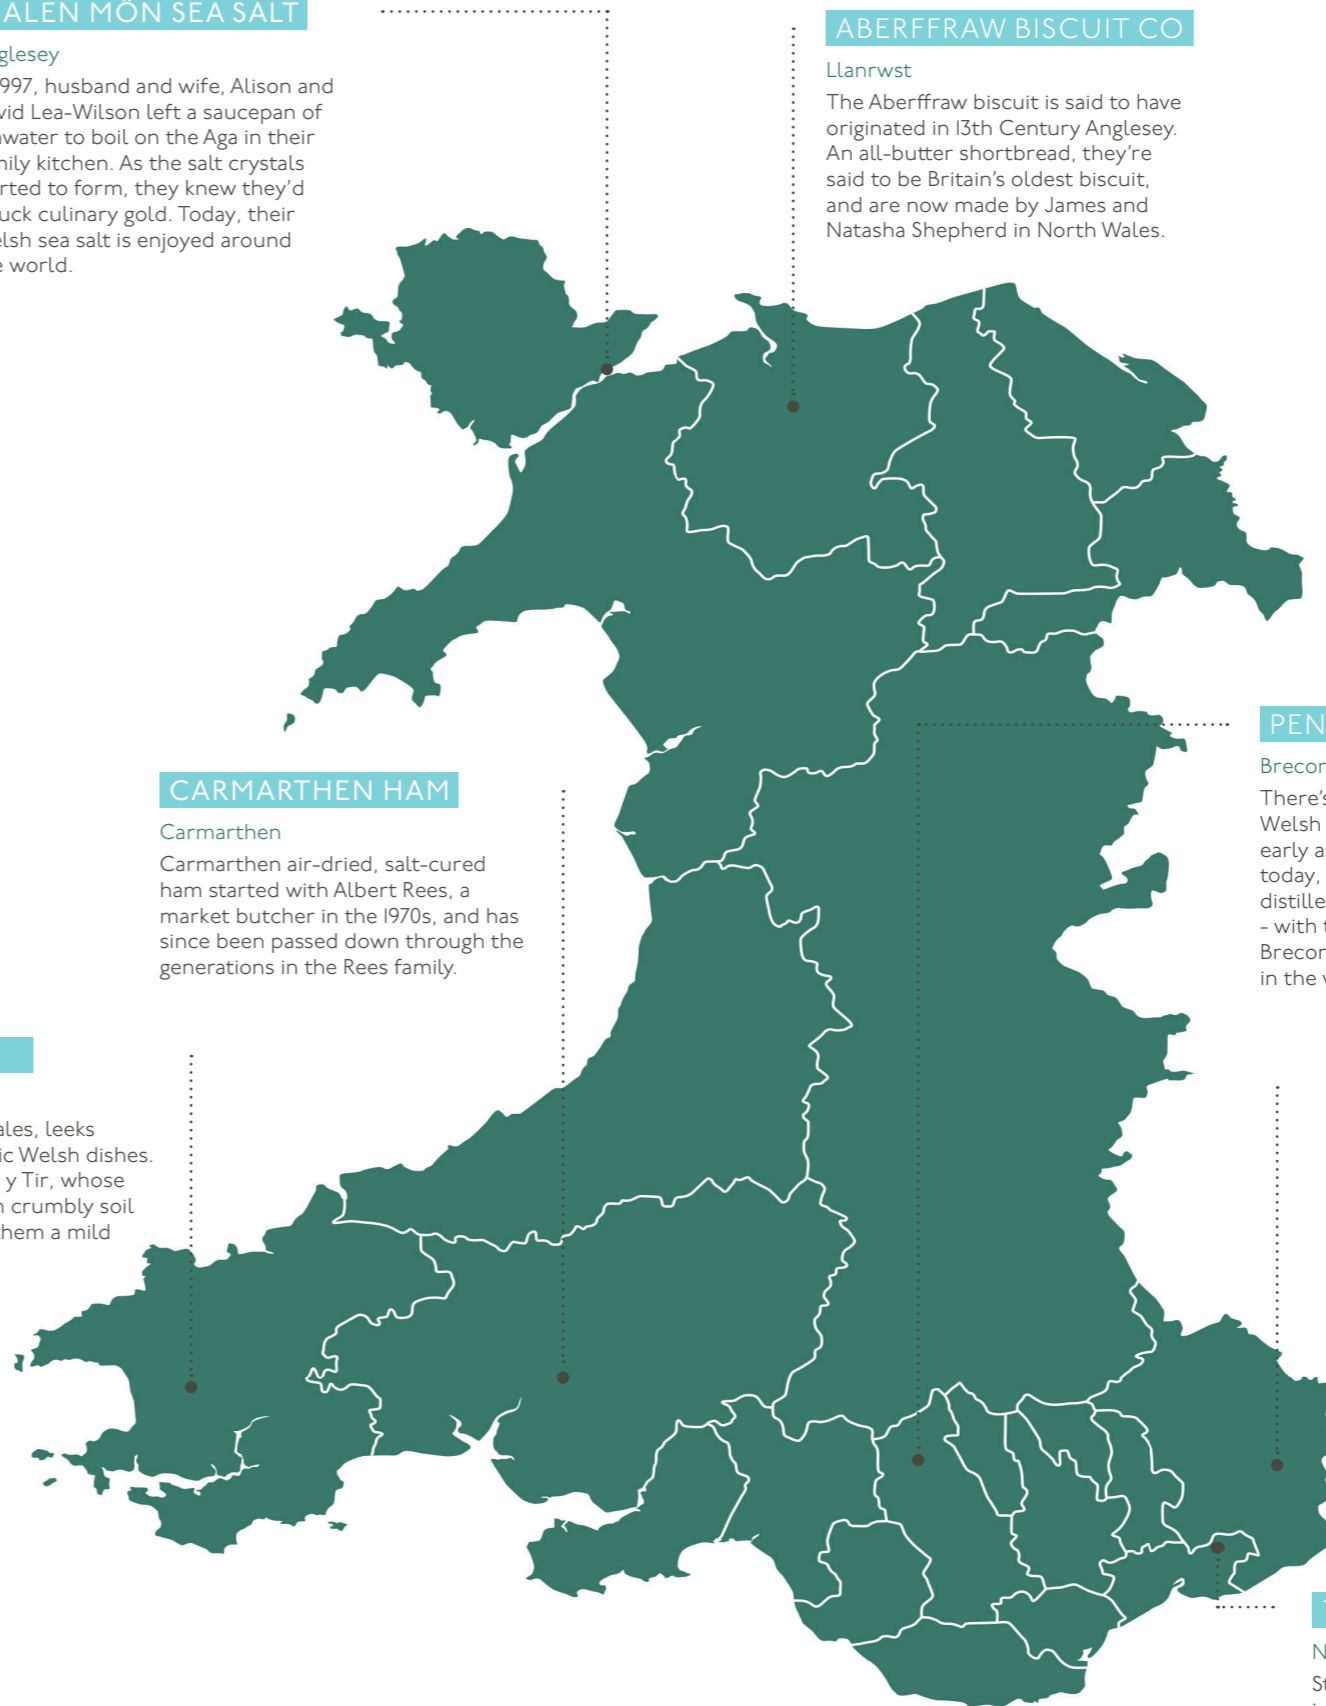 ALEN MÔN SEA SALT
glesey
997, husband and wife, Alison and
vid Lea-Wilson left a saucepan of
awater to boil on the Aga in their
mily kitchen. As the salt crystals
rted to form, they knew they'd
uck culinary gold. Today, their
elsh sea salt is enjoyed around
e world.
ABERFFRAW BISCUIT CO
Llanrwst
The Aberffraw biscuit is said to have
originated in 13th Century Anglesey.
An all-butter shortbread, they're
said to be Britain's oldest biscuit,
and are now made by James and
Natasha Shepherd in North Wales.
CARMARTHEN HAM
Carmarthen
Carmarthen air-dried, salt-cured
ham started with Albert Rees, a
market butcher in the 1970s, and has
since been passed down through the
generations in the Rees family.
PEN
Brecon
There's
Welsh
early a
today,
distille
- with t
Brecon
in the
ales, leeks
ic Welsh dishes.
y Tir, whose
n crumbly soil
them a mild
N
St